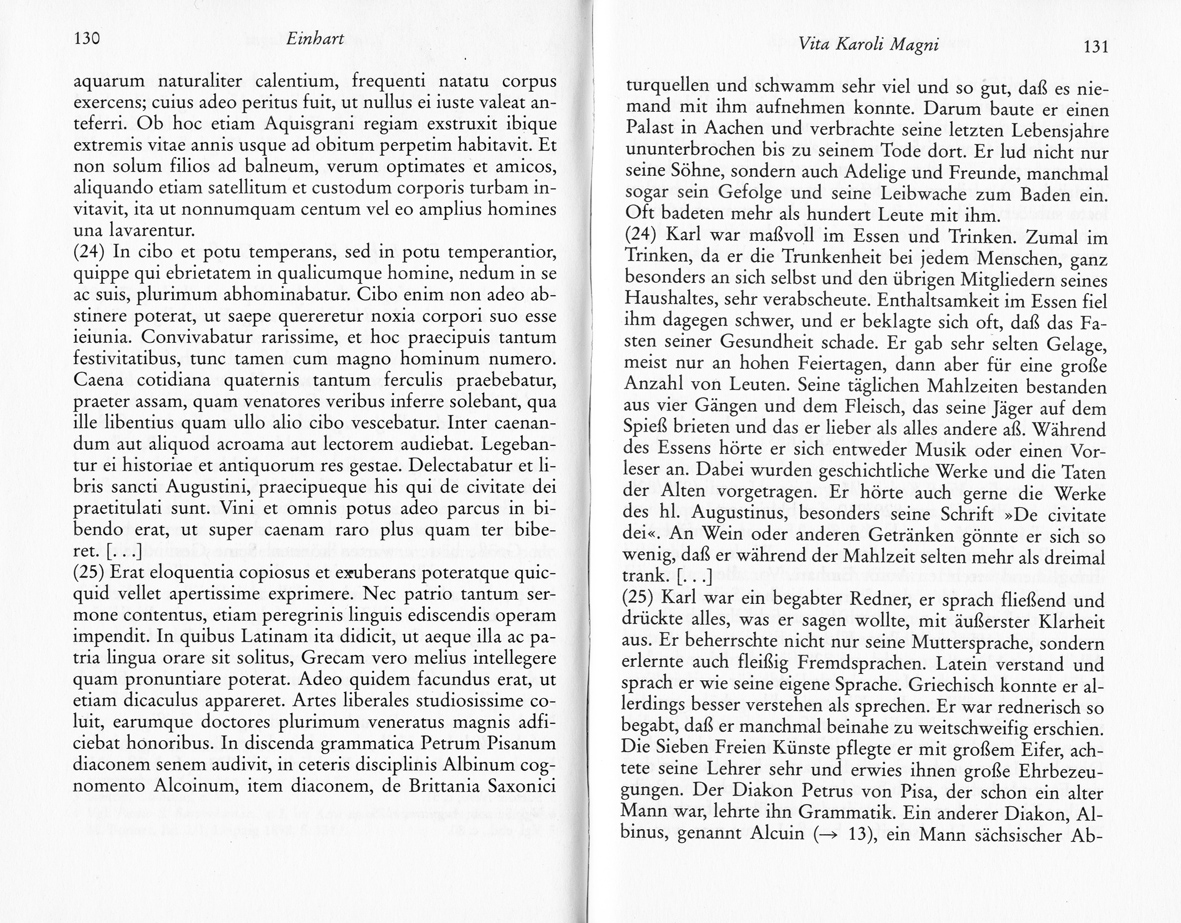 130
Einhart
aquarum naturaliter calentium, frequenti natatu corpus
exercens; cuius adeo peritus fuit, ut nullus ei iuste valeat an-
teferri. Ob hoc etiam Aquisgrani regiam exstruxit ibique
extremis vitae annis usque ad obitum perpetim habitavit. Et
non solum filios ad balneum, verum optimates et amicos,
aliquando etiam satellitum et custodum corporis turbam in-
vitavit, ita ut nonnumquam centum vel eo amplius homines
una lavarentur.
(24) In cibo et potu temperans, sed in potu temperantior,
quippe qui ebrietatem in qualicumque homine, nedum in se
ac suis, plurimum abhominabatur. Cibo enim non adeo ab-
stinere poterat, ut saepe quereretur noxia corpori suo esse
ieiunia. Convivabatur rarissime, et hoc praecipuis tantum
festivitatibus, tunc tamen cum magno hominum numero.
Caena cotidiana quaternis tantum ferculis praebebatur,
praeter assam, quam venatores veribus inferre solebant, qua
ille libentius quam ullo alio cibo vescebatur. Inter caenan-
dum aut aliquod acroama aut lectorem audiebat. Legeban-
tur ei historiae et antiquorum res gestae. Delectabatur et li-
bris sancti Augustini, praecipueque his qui de civitate dei
praetitulati sunt. Vini et omnis potus adeo parcus in bi-
bendo erat, ut super caenam raro plus quam ter bibe-
ret. [. . .]
(25) Erat eloquentia copiosus et exuberans poteratque quic-
quid vellet apertissime exprimere. Nec patrio tantum ser-
mone contentus, etiam peregrinis linguis ediscendis operam
impendit. In quibus Latinam ita didicit, ut aeque illa ac pa-
tria lingua orare sit solitus, Grecam vero melius intellegere
quam pronuntiare poterat. Adeo quidem facundus erat, ut
etiam dicaculus appareret. Artes liberales studiosissime co-
luit, earumque doctores plurimum veneratus magnis adfi-
ciebat honoribus. In discenda grammatica Petrum Pisanum
diaconem senem audivit, in ceteris disciplinis Albinum cog-
nomento Alcoinum, item diaconem, de Brittania Saxonici
Vita Karoli Magni
131
turquellen und schwamm sehr viel und so gut, daß es nie-
mand mit ihm aufnehmen konnte. Darum baute er einen
Palast in Aachen und verbrachte seine letzten Lebensjahre
ununterbrochen bis zu seinem Tode dort. Er lud nicht nur
seine Söhne, sondern auch Adelige und Freunde, manchmal
sogar sein Gefolge und seine Leibwache zum Baden ein.
Oft badeten mehr als hundert Leute mit ihm.
(24) Karl war maßvoll im Essen und Trinken. Zumal im
Trinken, da er die Trunkenheit bei jedem Menschen, ganz
besonders an sich selbst und den übrigen Mitgliedern seines
Haushaltes, sehr verabscheute. Enthaltsamkeit im Essen fiel
ihm dagegen schwer, und er beklagte sich oft, daß das Fa-
sten seiner Gesundheit schade. Er gab sehr selten Gelage,
meist nur an hohen Feiertagen, dann aber für eine große
Anzahl von Leuten. Seine täglichen Mahlzeiten bestanden
aus vier Gängen und dem Fleisch, das seine Jäger auf dem
Spieß brieten und das er lieber als alles andere aß. Während
des Essens hörte er sich entweder Musik oder einen Vor-
leser an. Dabei wurden geschichtliche Werke und die Taten
der Alten vorgetragen. Er hörte auch gerne die Werke
des hl. Augustinus, besonders seine Schrift »De civitate
dei«. An Wein oder anderen Getränken gönnte er sich so
wenig, daß er während der Mahlzeit selten mehr als dreimal
trank. [. . .]
(25) Karl war ein begabter Redner, er sprach fließend und
drückte alles, was er sagen wollte, mit äußerster Klarheit
aus. Er beherrschte nicht nur seine Muttersprache, sondern
erlernte auch fleißig Fremdsprachen. Latein verstand und
sprach er wie seine eigene Sprache. Griechisch konnte er al-
lerdings besser verstehen als sprechen. Er war rednerisch so
begabt, daß er manchmal beinahe zu weitschweifig erschien.
Die Sieben Freien Künste pflegte er mit großem Eifer, ach-
tete seine Lehrer sehr und erwies ihnen große Ehrbezeu-
gungen. Der Diakon Petrus von Pisa, der schon ein alter
Mann war, lehrte ihn Grammatik. Ein anderer Diakon, Al-
binus, genannt Alcuin (→ 13), ein Mann sächsischer Ab-